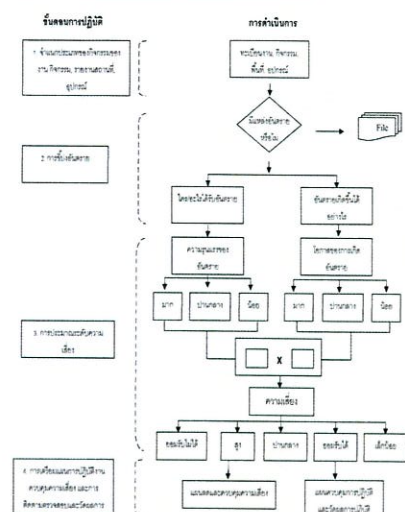 ขั้นตอนการปฏิบัติ
การดำเนินการ
1. จำแนกประเภทของกิจกรรมของ
งาน กิจกรรม, รายงานสถานที่,
อุปกรณ์
ทะเบียนงาน, กิจกรรม,
พื้นที่, อุปกรณ์
มีแหล่งอันตราย
หรือไม่
File
2. การชี้บ่งอันตราย
ใคร/อะไรได้รับอันตราย
อันตรายเกิดขึ้นได้
อย่างไร
ความรุนแรงของ
อันตราย
โอกาสของการเกิด
อันตราย
มาก
ปานกลาง
น้อย
มาก
ปานกลาง
น้อย
3. การประมาณระดับความ
เสี่ยง
X
ความเสี่ยง
ยอมรับไม่ได้
สูง
ปานกลาง
ยอมรับได้
เล็กน้อย
4. การเตรียมแผนการปฏิบัติงาน
ควบคุมความเสี่ยง และการ
ติดตามตรวจสอบและวัดผลการ
แผนลดและควบคุมความเสี่ยง
แผนควบคุมการปฏิบัติ
และวัดผลการปฏิบัติ